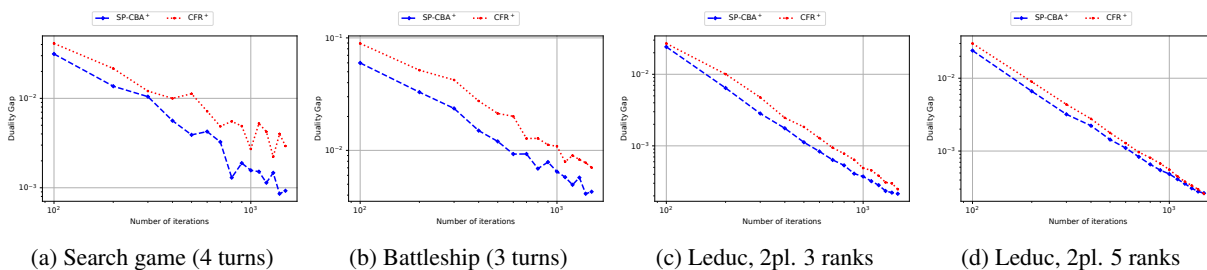 SP-CBA⁺ CFR⁺
SP-CBA⁺ CFR⁺
SP-CBA⁺ CFR⁺
SP-CBA⁺ CFR⁺
Duality Gap
10⁻²
10⁻³
10²
10³
Number of iterations
Duality Gap
10⁻¹
10⁻²
10²
10³
Number of iterations
Duality Gap
10⁻²
10⁻³
10²
10³
Number of iterations
Duality Gap
10⁻²
10⁻³
10²
10³
Number of iterations
(a) Search game (4 turns)
(b) Battleship (3 turns)
(c) Leduc, 2pl. 3 ranks
(d) Leduc, 2pl. 5 ranks